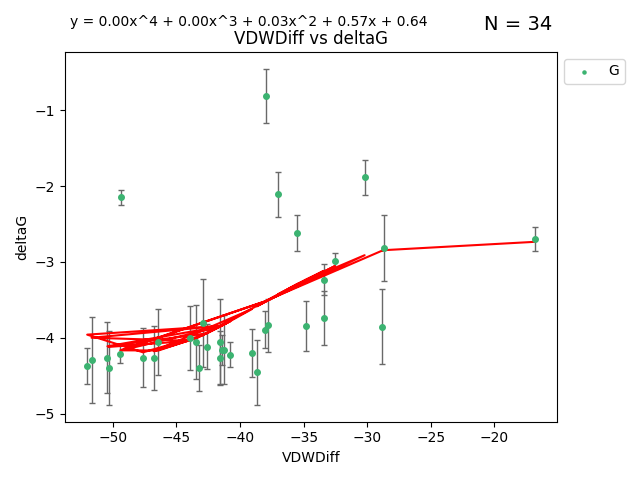 y = 0.00x^4 + 0.00x^3 + 0.03x^2 + 0.57x + 0.64
N = 34
VDWDiff vs deltaG
G
−1
−2
−3
−4
−5
deltaG
−50 −45 −40 −35 −30 −25 −20
VDWDiff